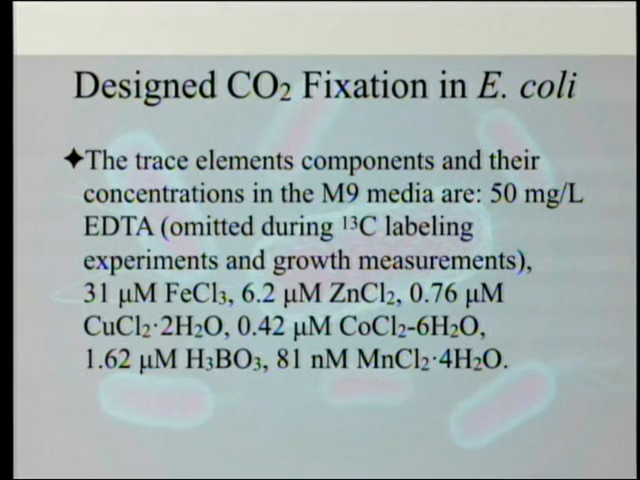 Designed CO₂ Fixation in E. coli
✦The trace elements components and their
concentrations in the M9 media are: 50 mg/L
EDTA (omitted during ¹³C labeling
experiments and growth measurements),
31 μM FeCl₃, 6.2 μM ZnCl₂, 0.76 μM
CuCl₂·2H₂O, 0.42 μM CoCl₂-6H₂O,
1.62 μM H₃BO₃, 81 nM MnCl₂·4H₂O.